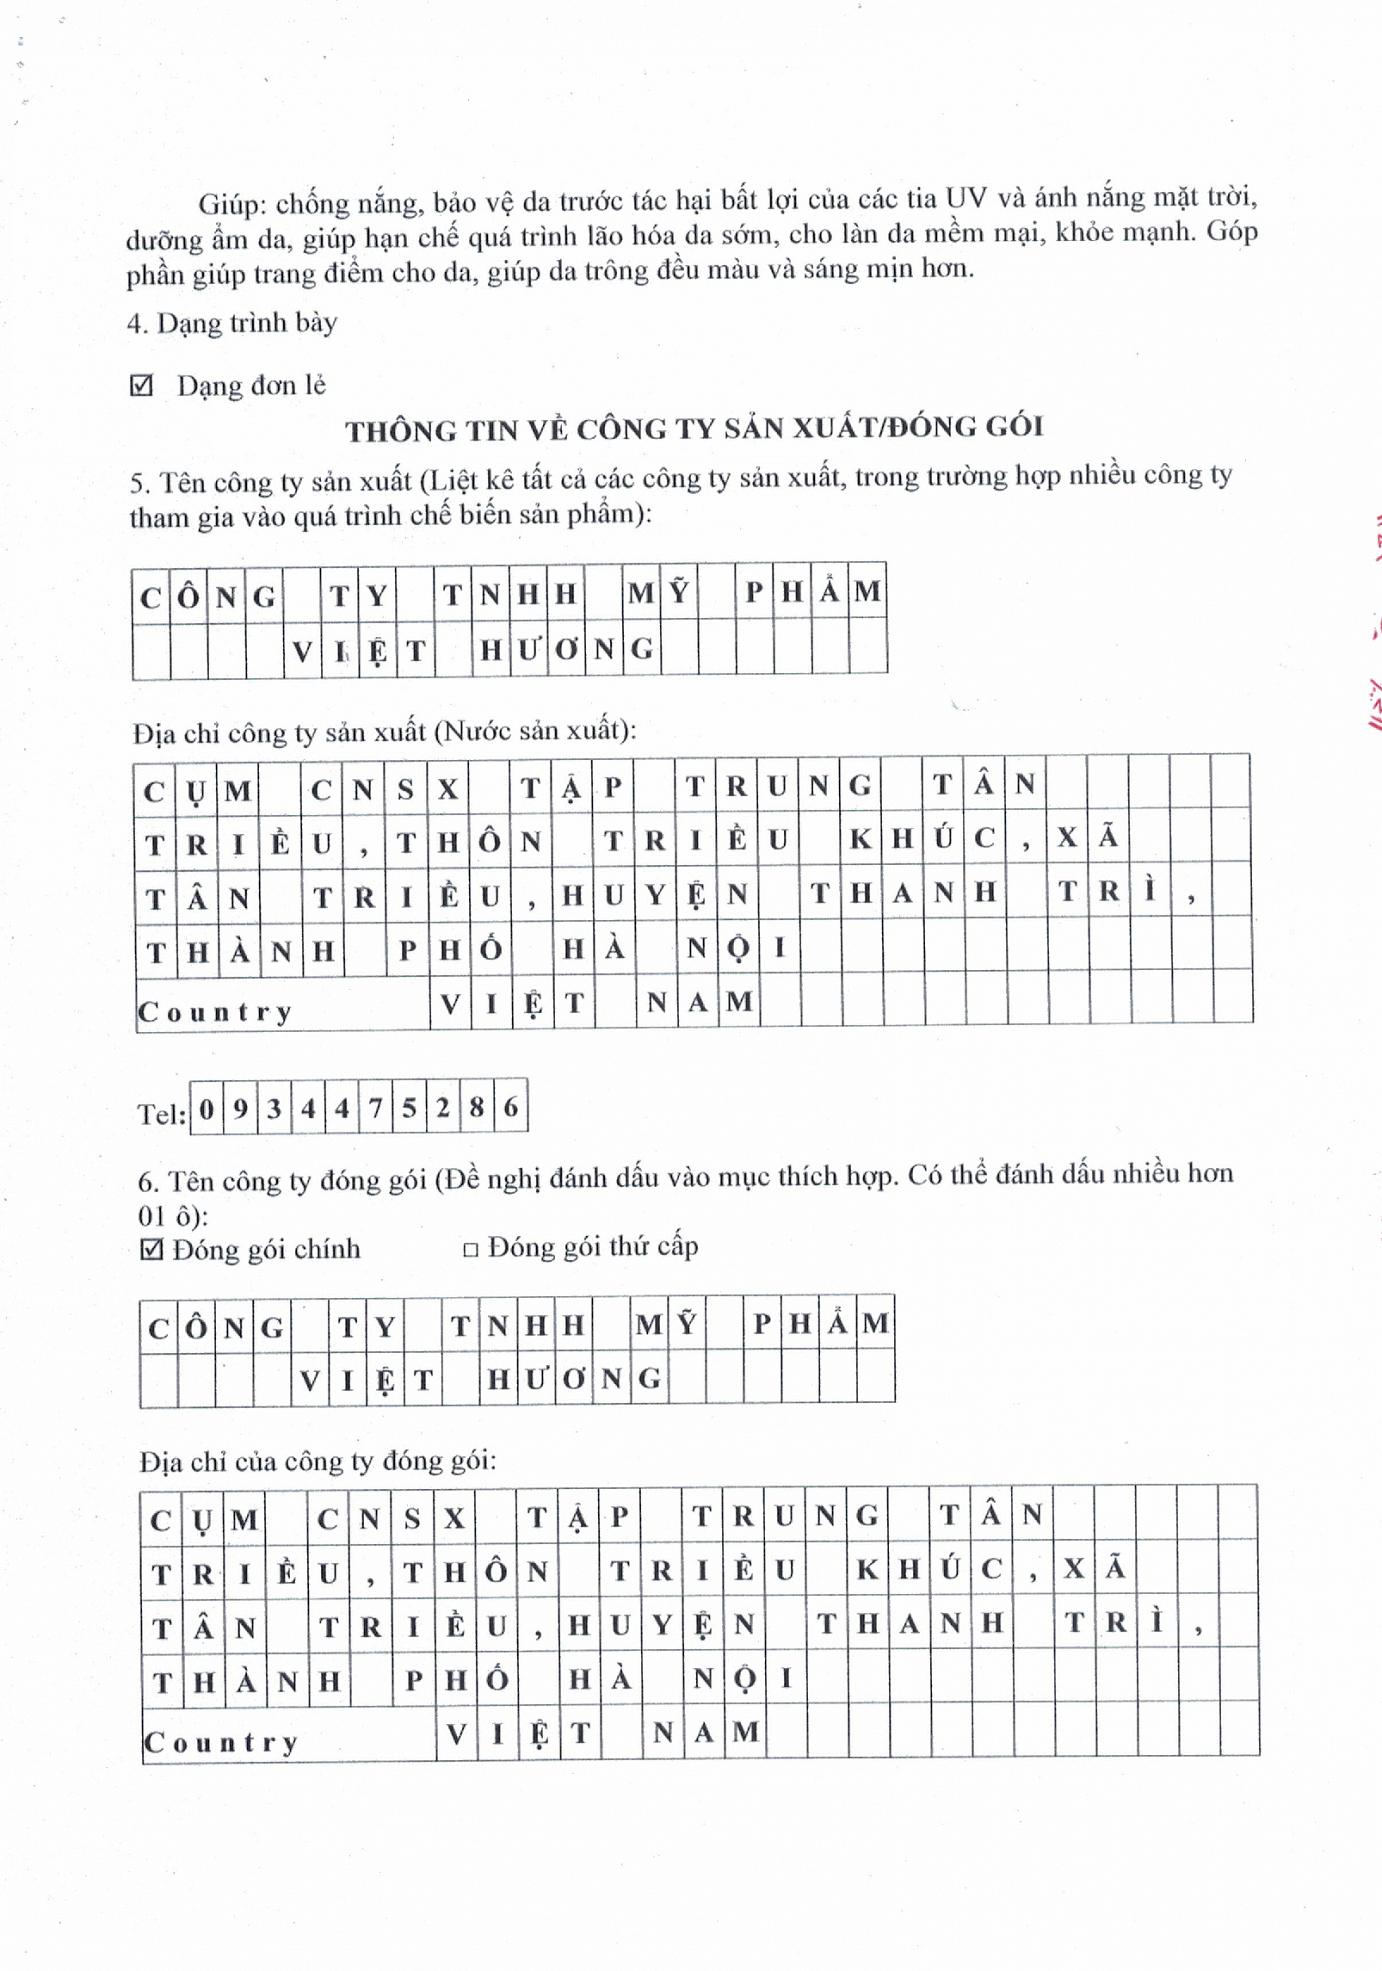 Giúp: chống nắng, bảo vệ da trước tác hại bất lợi của các tia UV và ánh nắng mặt trời,
dưỡng ẩm da, giúp hạn chế quá trình lão hóa da sớm, cho làn da mềm mại, khỏe mạnh. Góp
phần giúp trang điểm cho da, giúp da trông đều màu và sáng mịn hơn.
4. Dạng trình bày
☑ Dạng đơn lẻ
THÔNG TIN VỀ CÔNG TY SẢN XUẤT/ĐÓNG GÓI
5. Tên công ty sản xuất (Liệt kê tất cả các công ty sản xuất, trong trường hợp nhiều công ty
tham gia vào quá trình chế biến sản phẩm):
CÔNG TY TNHH MỸ PHẨM
VIỆT HƯƠNG
Địa chỉ công ty sản xuất (Nước sản xuất):
CỤM CNSX TẬP TRUNG TÂN
TRIỀU, THÔN TRIỀU KHÚC, XÃ
TÂN TRIỀU, HUYỆN THANH TRÌ,
THÀNH PHỐ HÀ NỘI
Country VIỆT NAM
Tel: 0934475286
6. Tên công ty đóng gói (Đề nghị đánh dấu vào mục thích hợp. Có thể đánh dấu nhiều hơn
01 ô):
☑ Đóng gói chính □ Đóng gói thứ cấp
CÔNG TY TNHH MỸ PHẨM
VIỆT HƯƠNG
Địa chỉ của công ty đóng gói:
CỤM CNSX TẬP TRUNG TÂN
TRIỀU, THÔN TRIỀU KHÚC, XÃ
TÂN TRIỀU, HUYỆN THANH TRÌ,
THÀNH PHỐ HÀ NỘI
Country VIỆT NAM